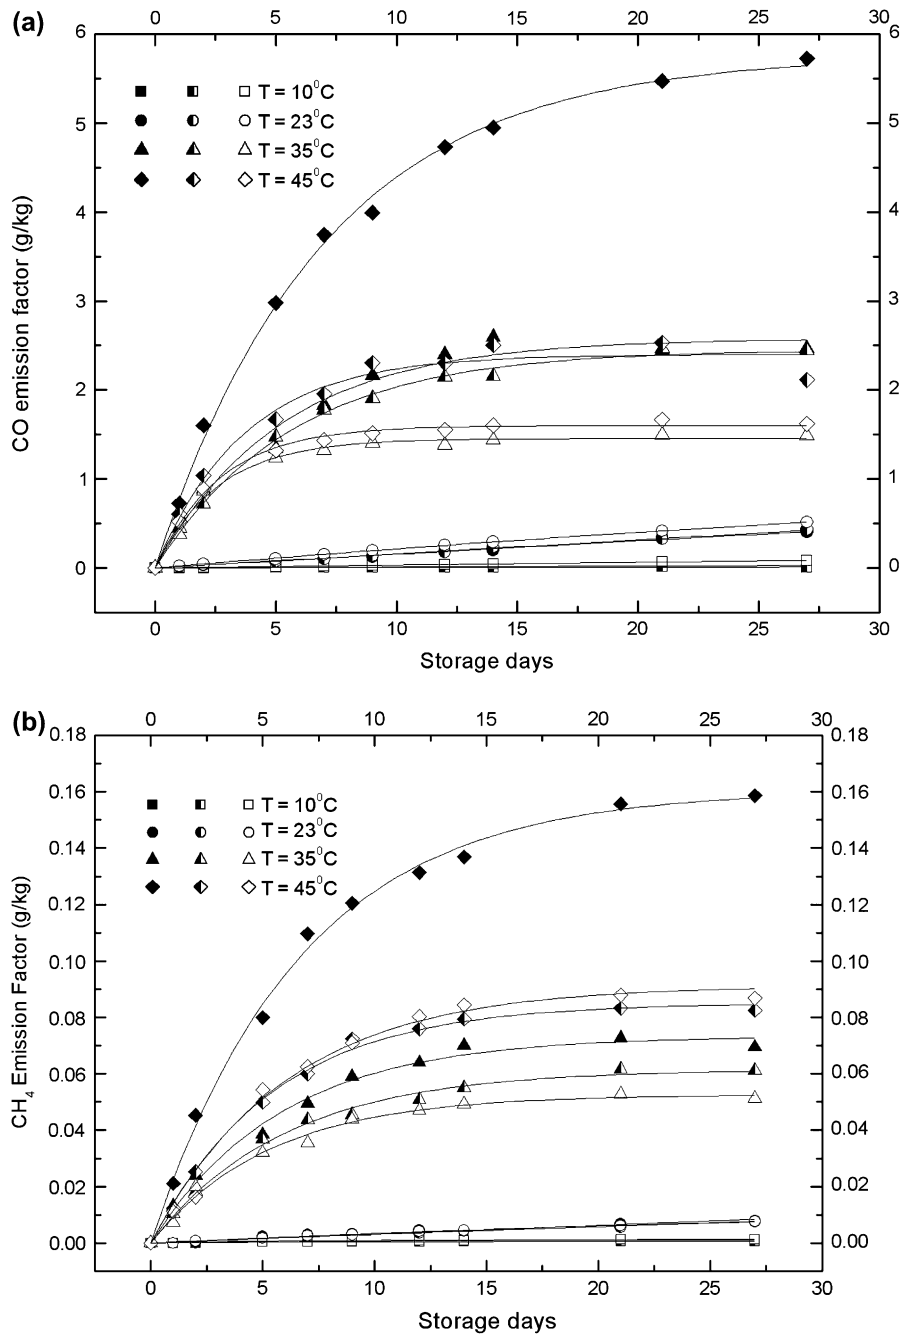 (a)
0 5 10 15 20 25 30
6 6
5 5
4 4
3 3
2 2
1 1
0 0
T = 10⁰C
T = 23⁰C
T = 35⁰C
T = 45⁰C
CO emission factor (g/kg)
0 5 10 15 20 25 30
Storage days
(b)
0 5 10 15 20 25 30
0.18 0.18
0.16 0.16
0.14 0.14
0.12 0.12
0.10 0.10
0.08 0.08
0.06 0.06
0.04 0.04
0.02 0.02
0.00 0.00
T = 10⁰C
T = 23⁰C
T = 35⁰C
T = 45⁰C
CH₄ Emission Factor (g/kg)
0 5 10 15 20 25 30
Storage days